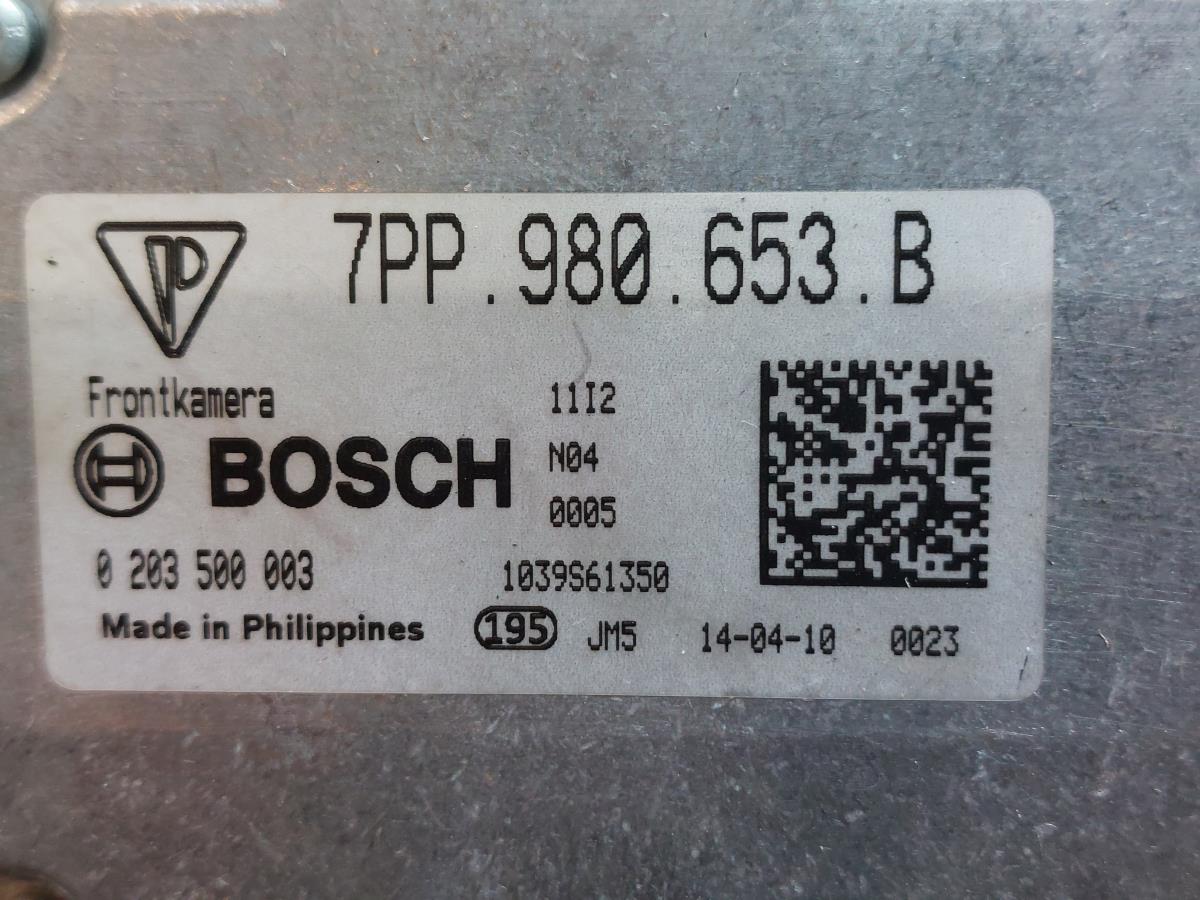 7PP.980.653.B
Frontkamera 11I2
BOSCH N04
0005
0 203 500 003 1039S61350
Made in Philippines 195 JM5 14-04-10 0023